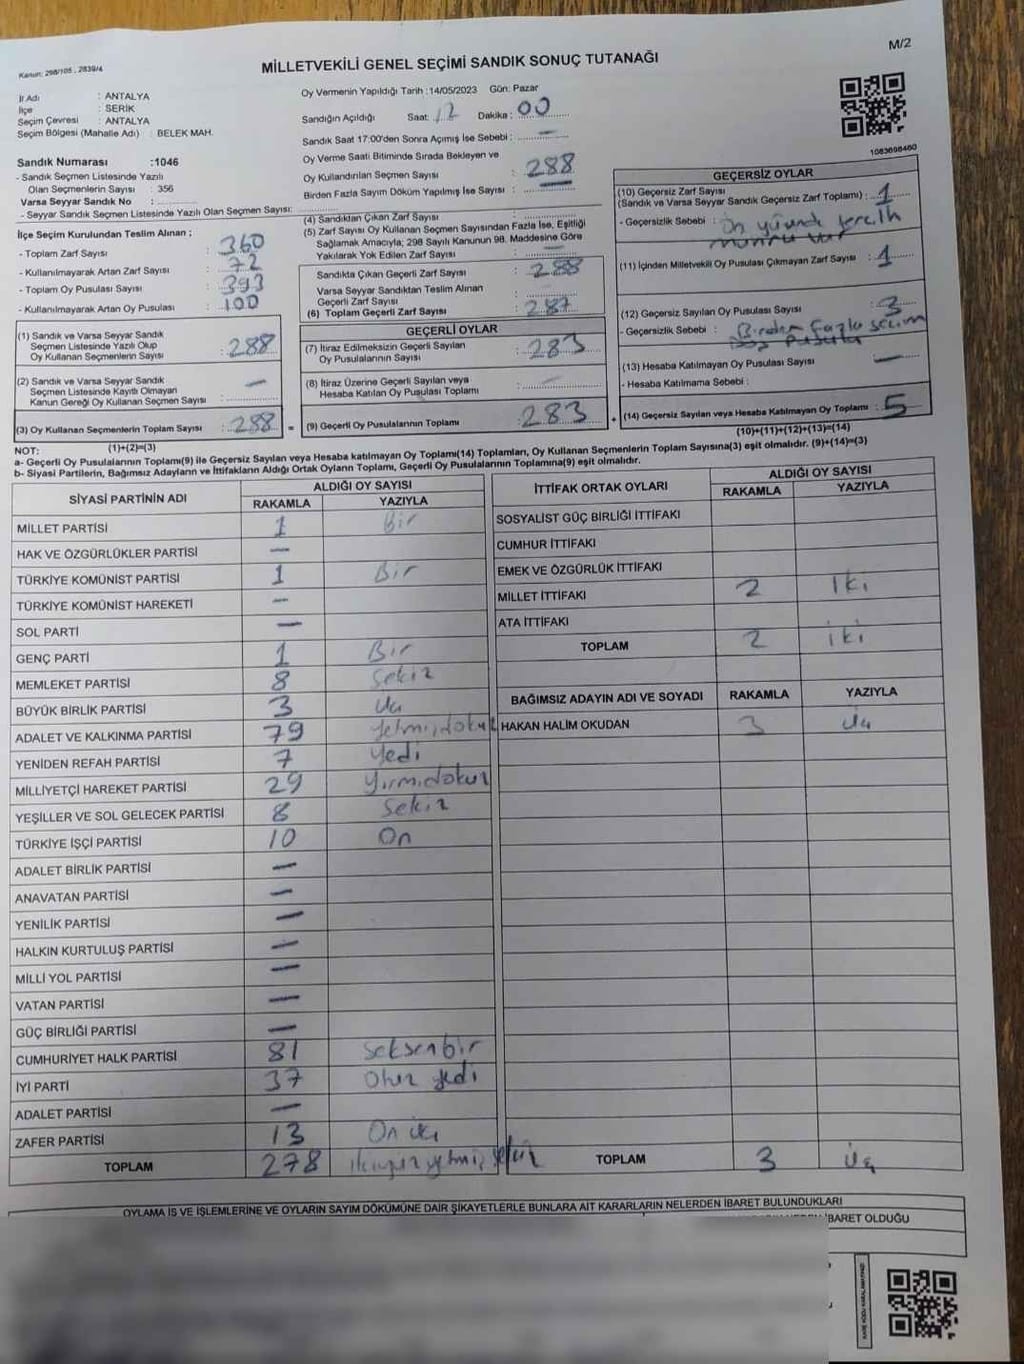 M/2
Kanun: 298/105 , 2839/4
MİLLETVEKİLİ GENEL SEÇİMİ SANDIK SONUÇ TUTANAĞI
İl Adı : ANTALYA
İlçe : SERİK
Seçim Çevresi : ANTALYA
Seçim Bölgesi (Mahalle Adı) : BELEK MAH.
Sandık Numarası :1046
- Sandık Seçmen Listesinde Yazılı
Olan Seçmenlerin Sayısı : 356
Varsa Seyyar Sandık No :
- Seyyar Sandık Seçmen Listesinde Yazılı Olan Seçmen Sayısı:
Oy Vermenin Yapıldığı Tarih :14/05/2023 Gün: Pazar
Sandığın Açıldığı Saat: Dakika: 00
Sandık Saat 17:00'den Sonra Açımış İse Sebebi : —
Oy Verme Saati Bitiminde Sırada Bekleyen ve
Oy Kullandırılan Seçmen Sayısı : 288
Birden Fazla Sayım Döküm Yapılmış İse Sayısı : —
1083698460
İlçe Seçim Kurulundan Teslim Alınan ;
- Toplam Zarf Sayısı : 360
- Kullanılmayarak Artan Zarf Sayısı : 72
- Toplam Oy Pusulası Sayısı : 393
- Kullanılmayarak Artan Oy Pusulası : 100
(1) Sandık ve Varsa Seyyar Sandık
Seçmen Listesinde Yazılı Olup
Oy Kullanan Seçmenlerin Sayısı : 288
(2) Sandık ve Varsa Seyyar Sandık
Seçmen Listesinde Kayıtlı Olmayan
Kanun Gereği Oy Kullanan Seçmen Sayısı : —
(3) Oy Kullanan Seçmenlerin Toplam Sayısı : 288 =
(4) Sandıktan Çıkan Zarf Sayısı :
(5) Zarf Sayısı Oy Kullanan Seçmen Sayısından Fazla İse, Eşitliği
Sağlamak Amacıyla; 298 Sayılı Kanunun 98. Maddesine Göre
Yakılarak Yok Edilen Zarf Sayısı : —
Sandıkta Çıkan Geçerli Zarf Sayısı : 288
Varsa Seyyar Sandıktan Teslim Alınan
Geçerli Zarf Sayısı :
(6) Toplam Geçerli Zarf Sayısı : 287
GEÇERLİ OYLAR
(7) İtiraz Edilmeksizin Geçerli Sayılan
Oy Pusulalarının Sayısı : 283
(8) İtiraz Üzerine Geçerli Sayılan veya
Hesaba Katılan Oy Pusulası Toplamı : —
(9) Geçerli Oy Pusulalarının Toplamı : 283 +
GEÇERSİZ OYLAR
(10) Geçersiz Zarf Sayısı
(Sandık ve Varsa Seyyar Sandık Geçersiz Zarf Toplamı) : 1
- Geçersizlik Sebebi : Ön yüzünde tercih
mührü var
(11) İçinden Milletvekili Oy Pusulası Çıkmayan Zarf Sayısı : 1
(12) Geçersiz Sayılan Oy Pusulası Sayısı : 3
- Geçersizlik Sebebi : Birden fazla seçim
(13) Hesaba Katılmayan Oy Pusulası Sayısı : —
- Hesaba Katılmama Sebebi :
(14) Geçersiz Sayılan veya Hesaba Katılmayan Oy Toplamı : 5
(10)+(11)+(12)+(13)=(14)
NOT: (1)+(2)=(3)
a- Geçerli Oy Pusulalarının Toplamı(9) ile Geçersiz Sayılan veya Hesaba katılmayan Oy Toplamı(14) Toplamları, Oy Kullanan Seçmenlerin Toplam Sayısına(3) eşit olmalıdır. (9)+(14)=(3)
b- Siyasi Partilerin, Bağımsız Adayların ve İttifakların Aldığı Ortak Oyların Toplamı, Geçerli Oy Pusulalarının Toplamına(9) eşit olmalıdır.
SİYASİ PARTİNİN ADI ALDIĞI OY SAYISI
RAKAMLA YAZIYLA
MİLLET PARTİSİ 1 Bir
HAK VE ÖZGÜRLÜKLER PARTİSİ —
TÜRKİYE KOMÜNİST PARTİSİ 1 Bir
TÜRKİYE KOMÜNİST HAREKETİ —
SOL PARTİ —
GENÇ PARTİ 1 Bir
MEMLEKET PARTİSİ 8 Sekiz
BÜYÜK BİRLİK PARTİSİ 3 Üç
ADALET VE KALKINMA PARTİSİ 79 Yetmişdokuz
YENİDEN REFAH PARTİSİ 7 Yedi
MİLLİYETÇİ HAREKET PARTİSİ 29 Yirmidokuz
YEŞİLLER VE SOL GELECEK PARTİSİ 8 Sekiz
TÜRKİYE İŞÇİ PARTİSİ 10 On
ADALET BİRLİK PARTİSİ —
ANAVATAN PARTİSİ —
YENİLİK PARTİSİ —
HALKIN KURTULUŞ PARTİSİ —
MİLLİ YOL PARTİSİ —
VATAN PARTİSİ —
GÜÇ BİRLİĞİ PARTİSİ —
CUMHURİYET HALK PARTİSİ 81 Seksenbir
İYİ PARTİ 37 Otuz yedi
ADALET PARTİSİ —
ZAFER PARTİSİ 13 On üç
TOPLAM 278 ikiyüzyetmiş sekiz
İTTİFAK ORTAK OYLARI ALDIĞI OY SAYISI
RAKAMLA YAZIYLA
SOSYALİST GÜÇ BİRLİĞİ İTTİFAKI
CUMHUR İTTİFAKI
EMEK VE ÖZGÜRLÜK İTTİFAKI
MİLLET İTTİFAKI 2 İki
ATA İTTİFAKI
TOPLAM 2 iki
BAĞIMSIZ ADAYIN ADI VE SOYADI RAKAMLA YAZIYLA
HAKAN HALİM OKUDAN 3 üç
TOPLAM 3 üç
OYLAMA İŞ VE İŞLEMLERİNE VE OYLARIN SAYIM DÖKÜMÜNE DAİR ŞİKAYETLERLE BUNLARA AİT KARARLARIN NELERDEN İBARET BULUNDUKLARI
İBARET OLDUĞU